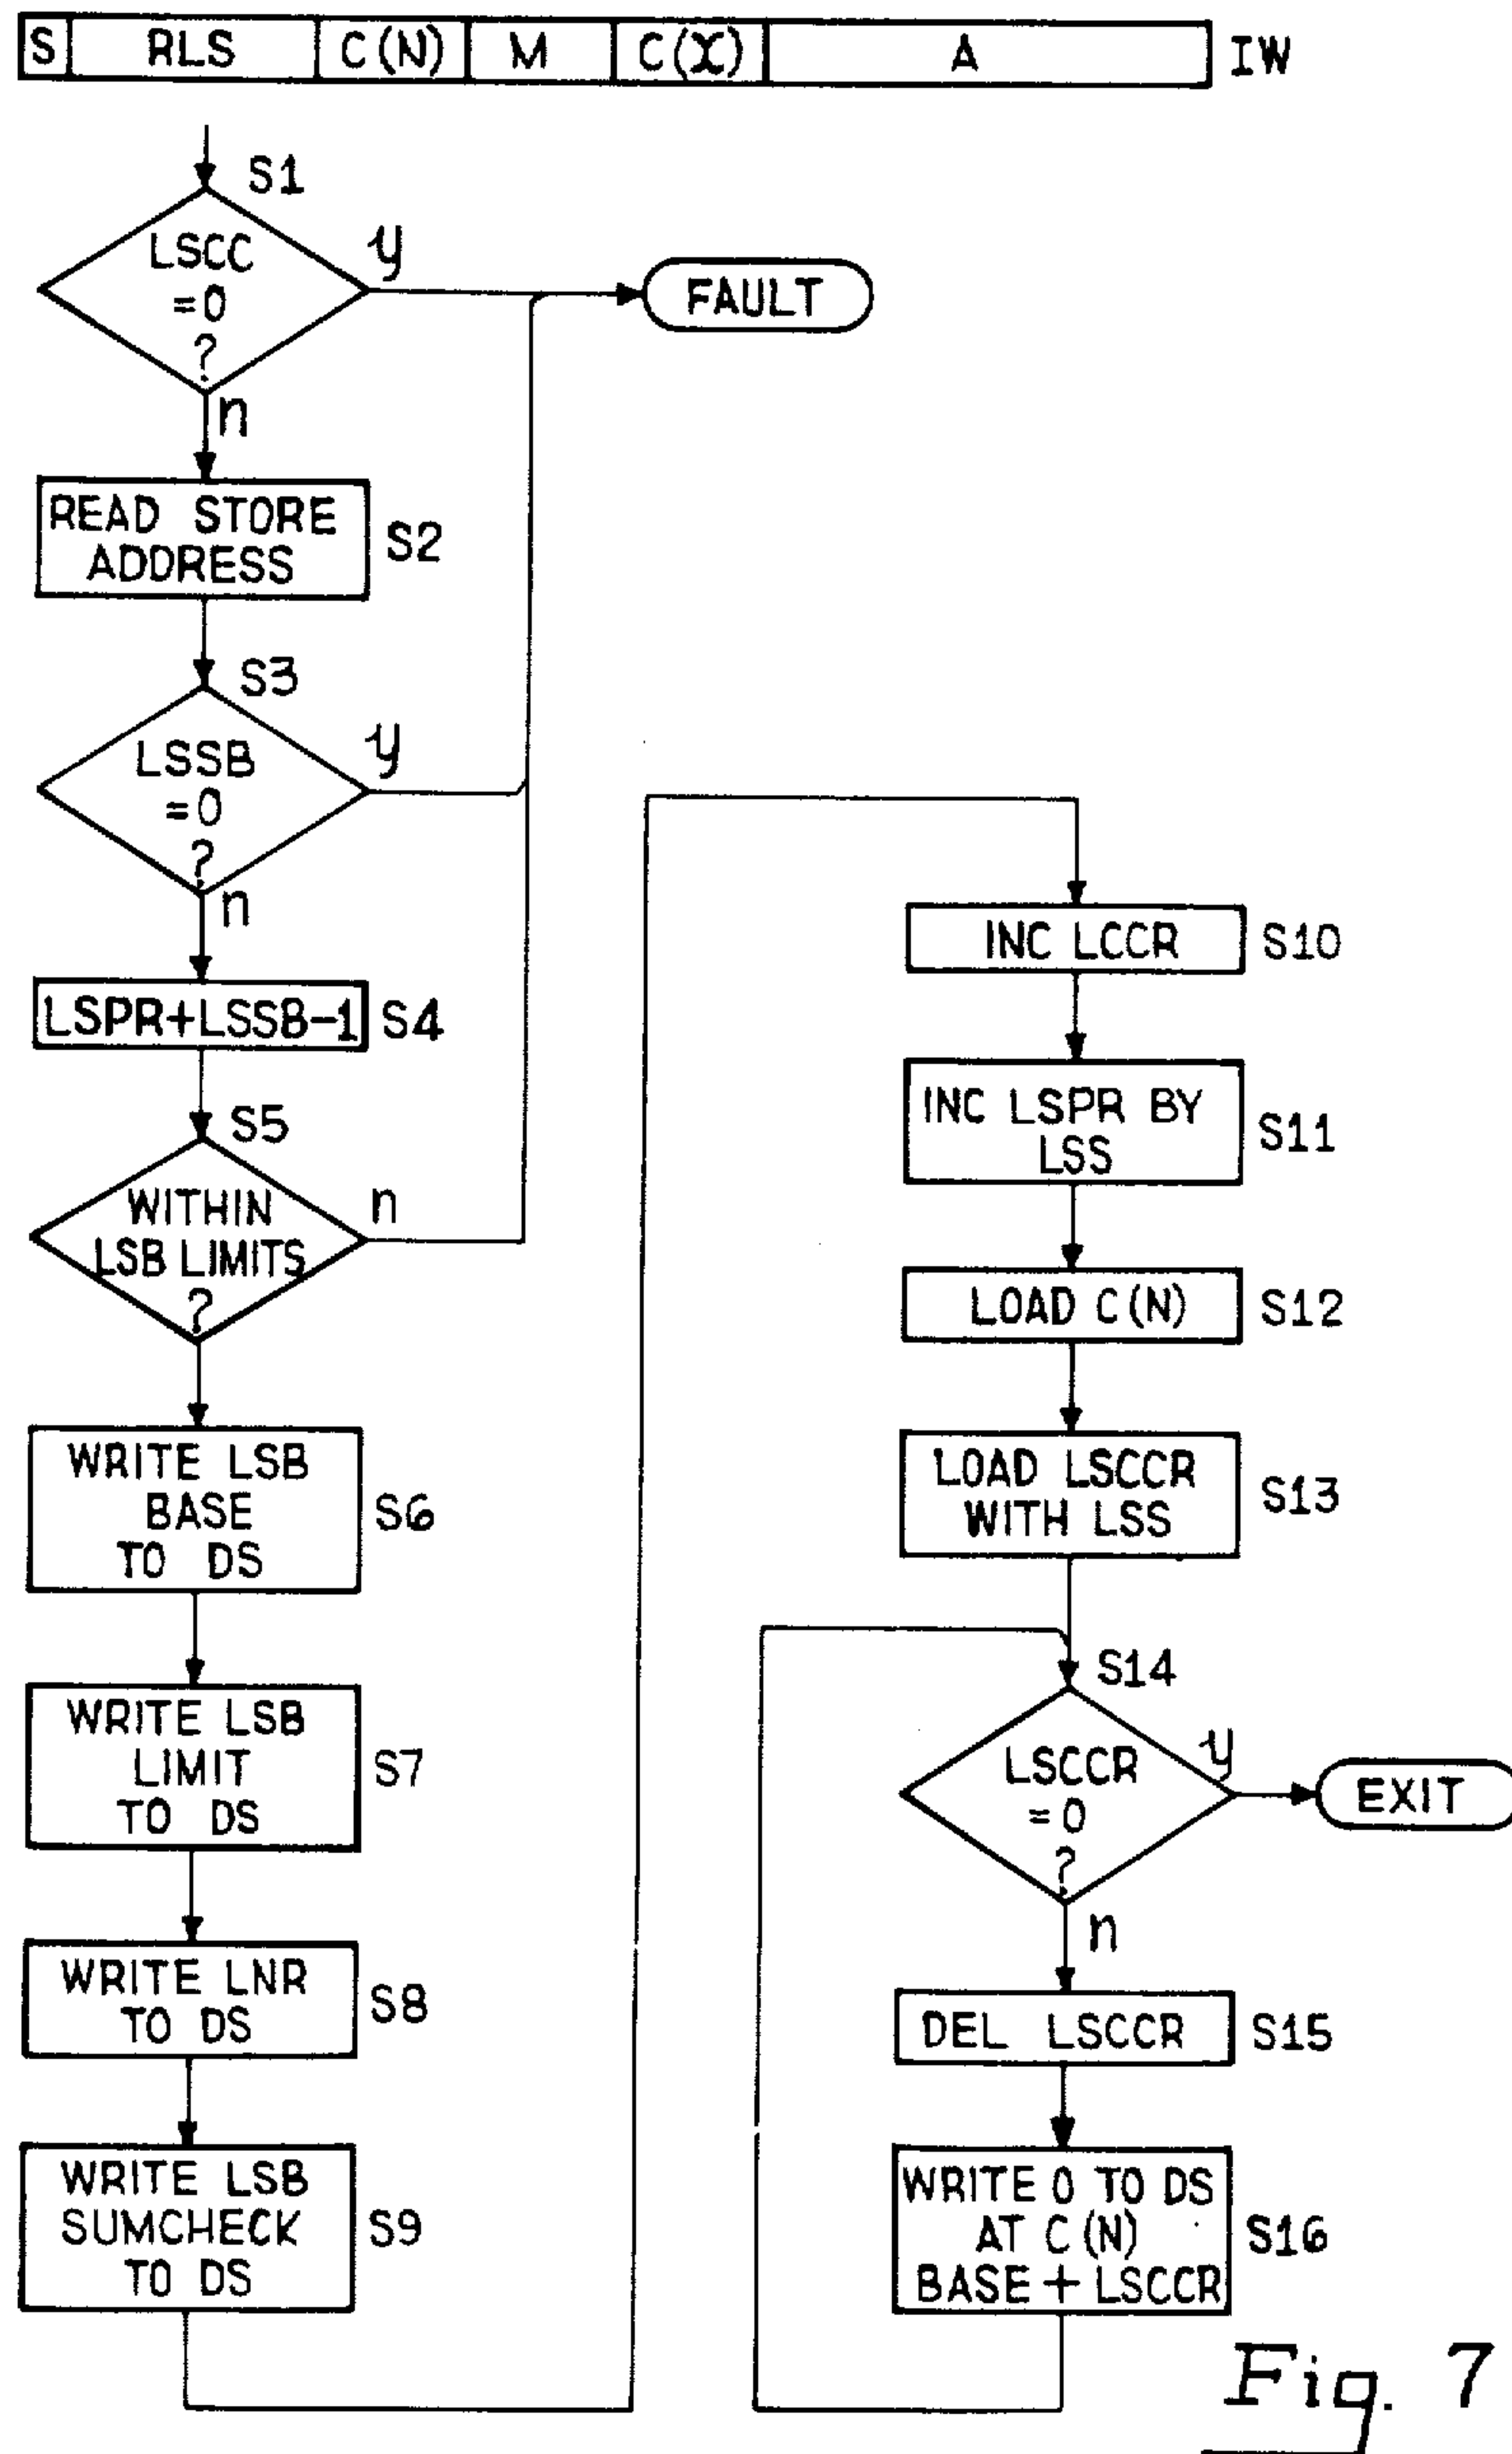 S RLS C(N) M C(X) A IW
S1
LSCC
=0
?
y
n
FAULT
READ STORE
ADDRESS
S2
S3
LSSB
=0
?
y
n
LSPR+LSSB-1
S4
S5
WITHIN
LSB LIMITS
?
n
WRITE LSB
BASE
TO DS
S6
WRITE LSB
LIMIT
TO DS
S7
WRITE LNR
TO DS
S8
WRITE LSB
SUMCHECK
TO DS
S9
INC LCCR
S10
INC LSPR BY
LSS
S11
LOAD C(N)
S12
LOAD LSCCR
WITH LSS
S13
S14
LSCCR
=0
?
y
EXIT
n
DEL LSCCR
S15
WRITE 0 TO DS
AT C(N)
BASE + LSCCR
S16
Fig. 7